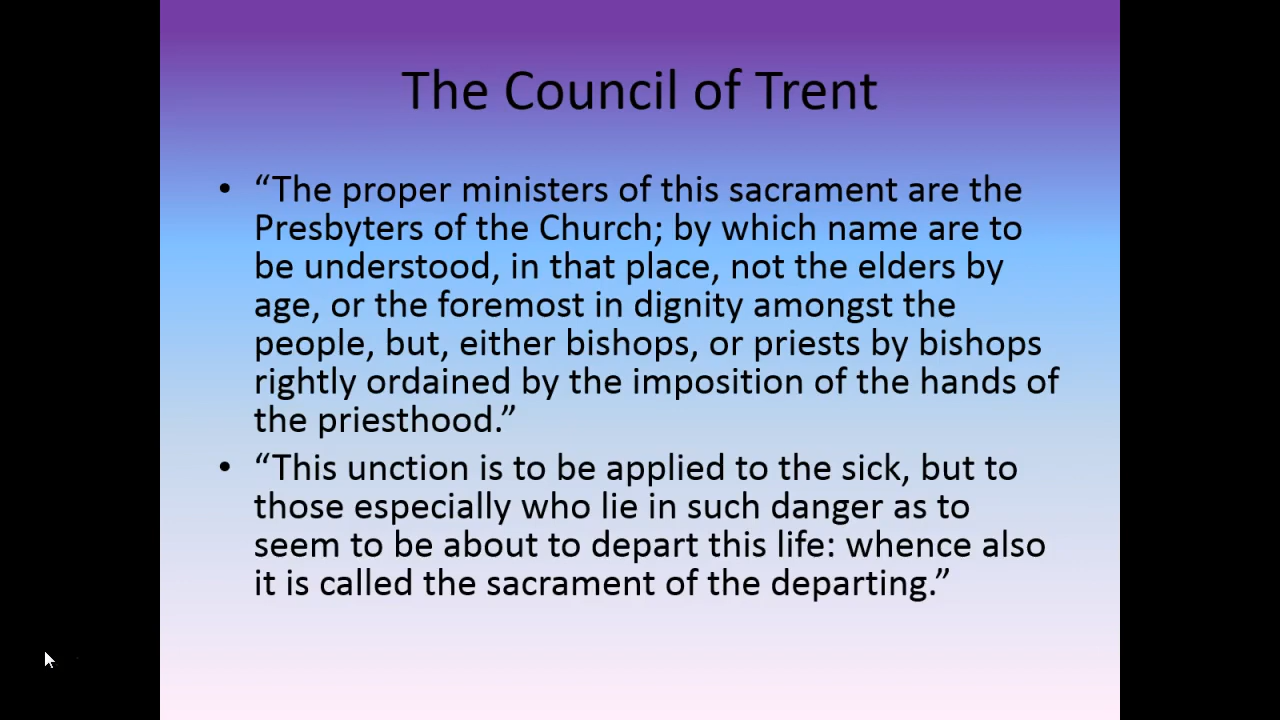 The Council of Trent
• “The proper ministers of this sacrament are the
Presbyters of the Church; by which name are to
be understood, in that place, not the elders by
age, or the foremost in dignity amongst the
people, but, either bishops, or priests by bishops
rightly ordained by the imposition of the hands of
the priesthood.”
• “This unction is to be applied to the sick, but to
those especially who lie in such danger as to
seem to be about to depart this life: whence also
it is called the sacrament of the departing.”